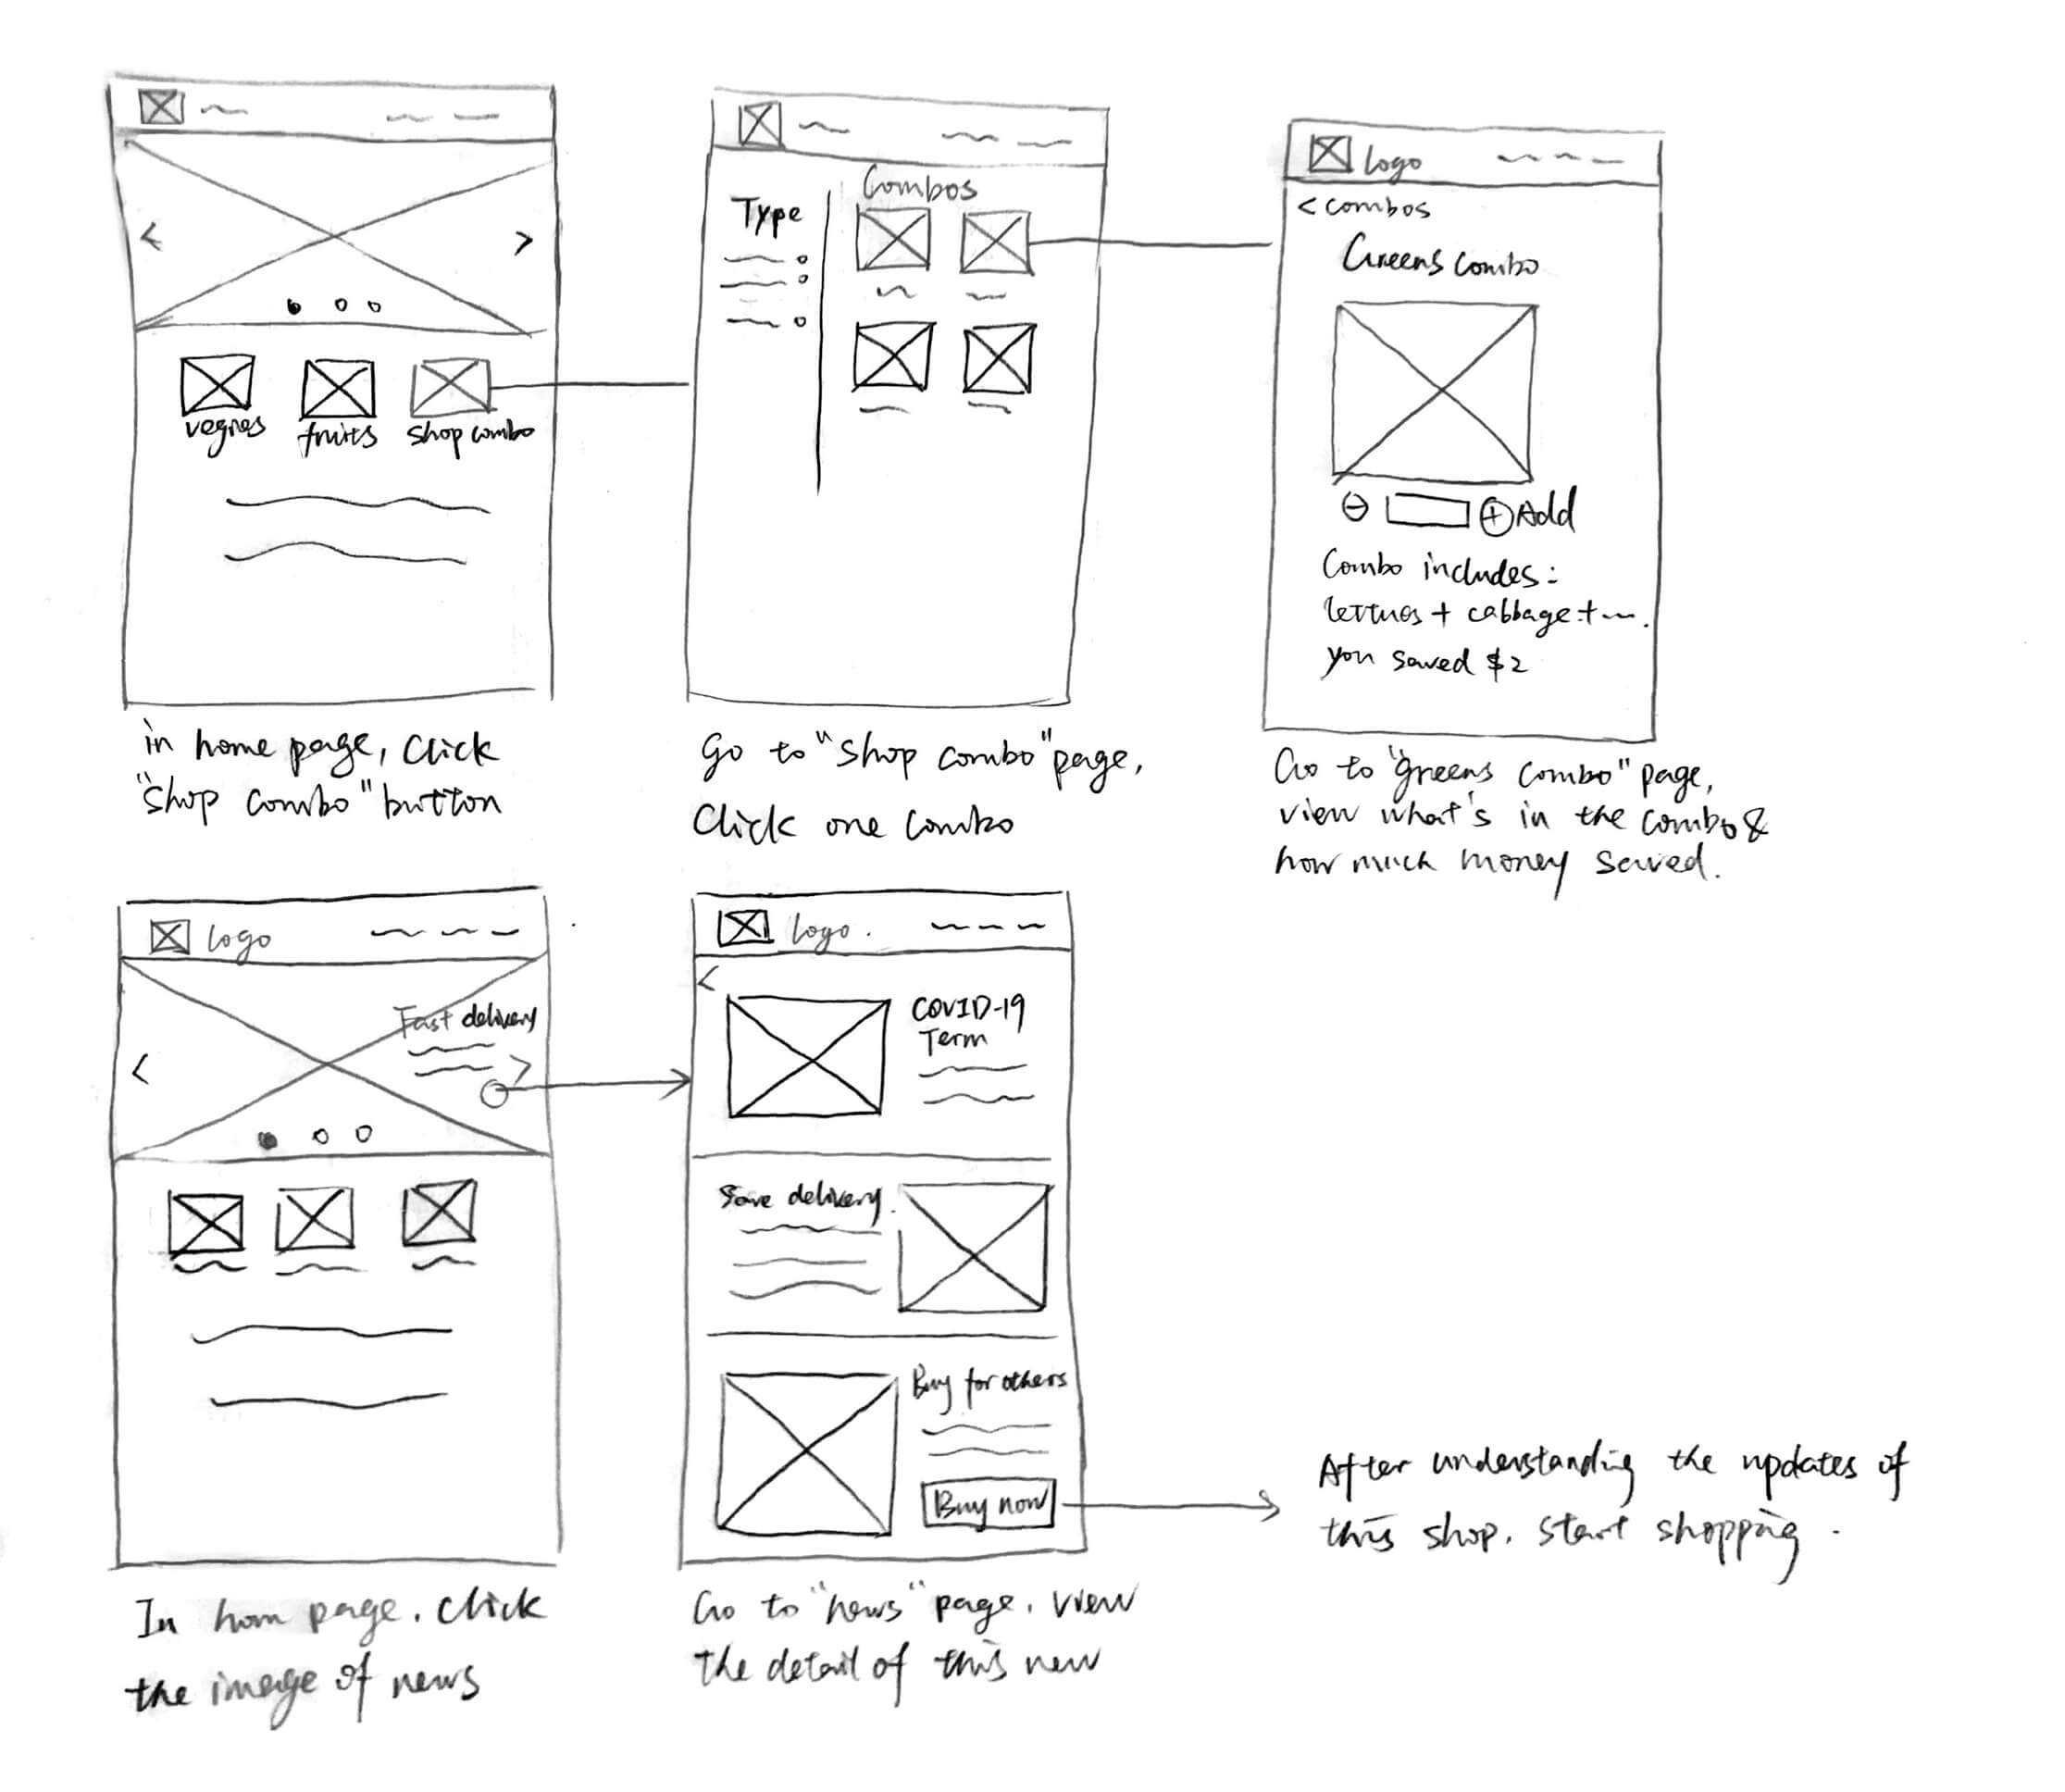 vegies
fruits
shop combo
in home page, click
"shop combo" button
Type
Combos
Go to "shop combo" page,
Click one combo
logo
< combos
Greens combo
Add
Combo includes:
lettues + cabbage +
you saved $2
Go to "greens combo" page,
view what's in the combo &
how much money saved.
logo
Fast delivery
In hom page. click
the image of news
logo.
COVID-19
Term
Save delivery.
Buy for others
Buy now
Go to "news" page, view
the detail of this new
After understanding the updates of
this shop. start shopping.